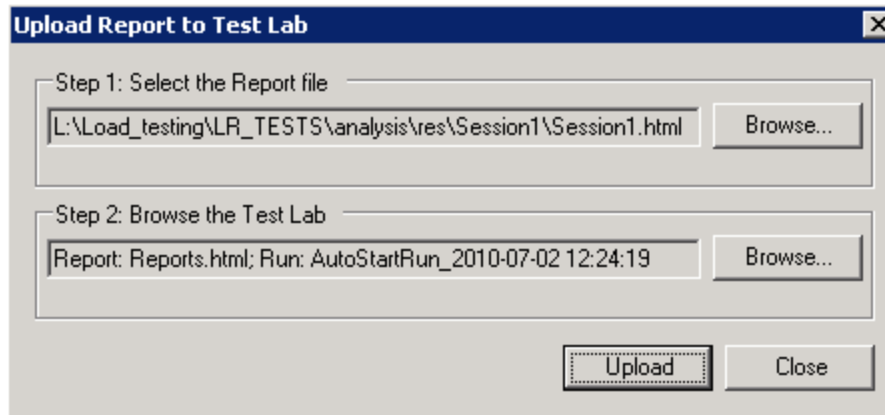 Upload Report to Test Lab
Step 1: Select the Report file
L:\Load_testing\LR_TESTS\analysis\res\Session1\Session1.html
Browse...
Step 2: Browse the Test Lab
Report: Reports.html; Run: AutoStartRun_2010-07-02 12:24:19
Browse...
Upload
Close